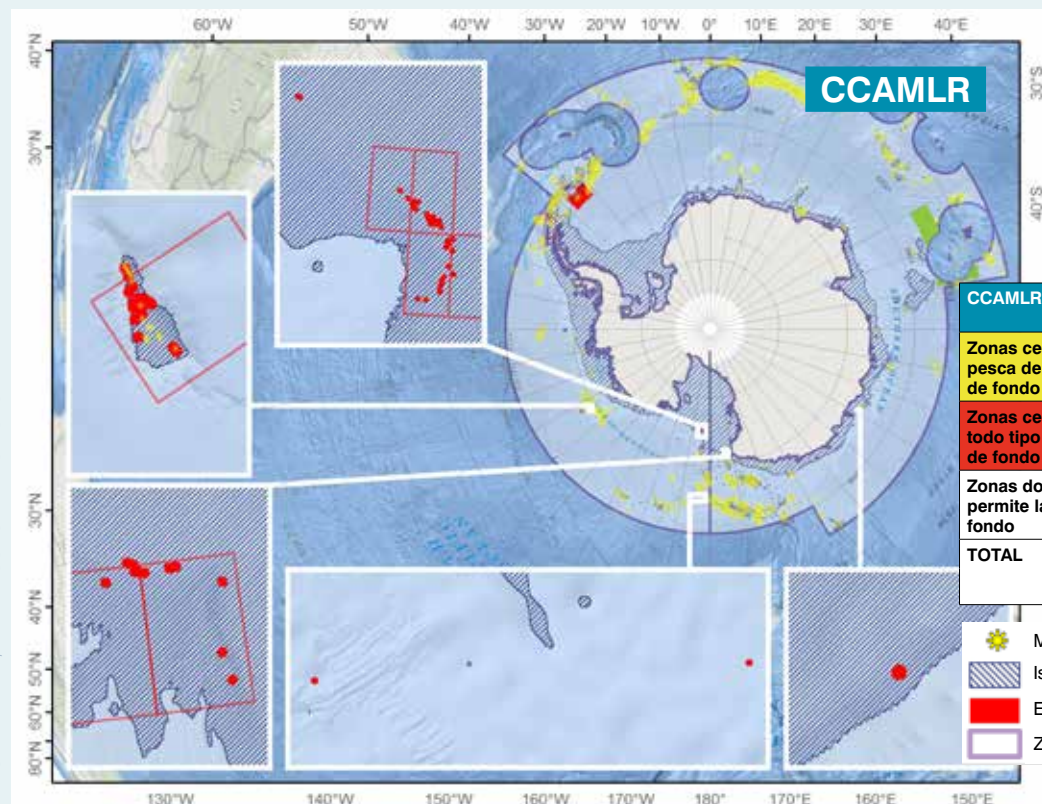 60°W 50°W 40°W 30°W 20°W 10°W 0° 10°E 20°E 30°E 40°E
40°N
30°N
30°S
40°S
CCAMLR
CCAMLR
Zonas ce
pesca de
de fondo
Zonas ce
todo tipo
de fondo
Zonas do
permite la
fondo
TOTAL
30°N
40°N
50°N
60°N
80°N
M
Is
E
Z
130°W 140°W 150°W 160°W 170°W 180° 170°E 160°E 150°E